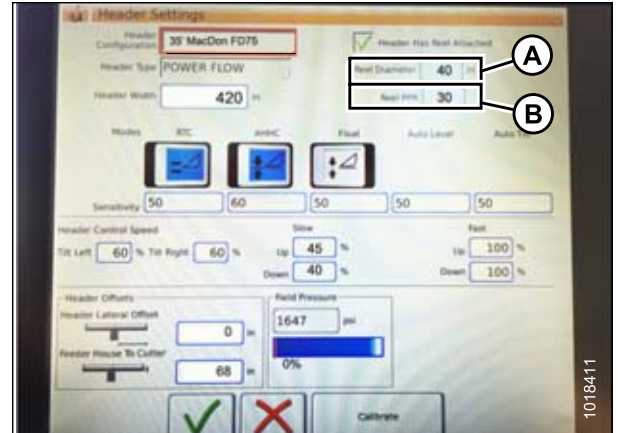 Header Settings
Header Configuration 35' MacDon FD75
Header Has Reel Attached
Header Type POWER FLOW
Reel Diameter 40 in
A
Header Width 420 in
Reel PPR 30
B
Modes RTC AHHC Float Auto Level Auto Tilt
Sensitivity 50 60 50 50 50
Header Control Speed
Slow Fast
Tilt Left 60 % Tilt Right 60 % Up 45 % Up 100 %
Down 40 % Down 100 %
Header Offsets
Field Pressure
Header Lateral Offset
0 in
1647 psi
Feeder House To Cutter
68 in
0%
Calibrate
1018411